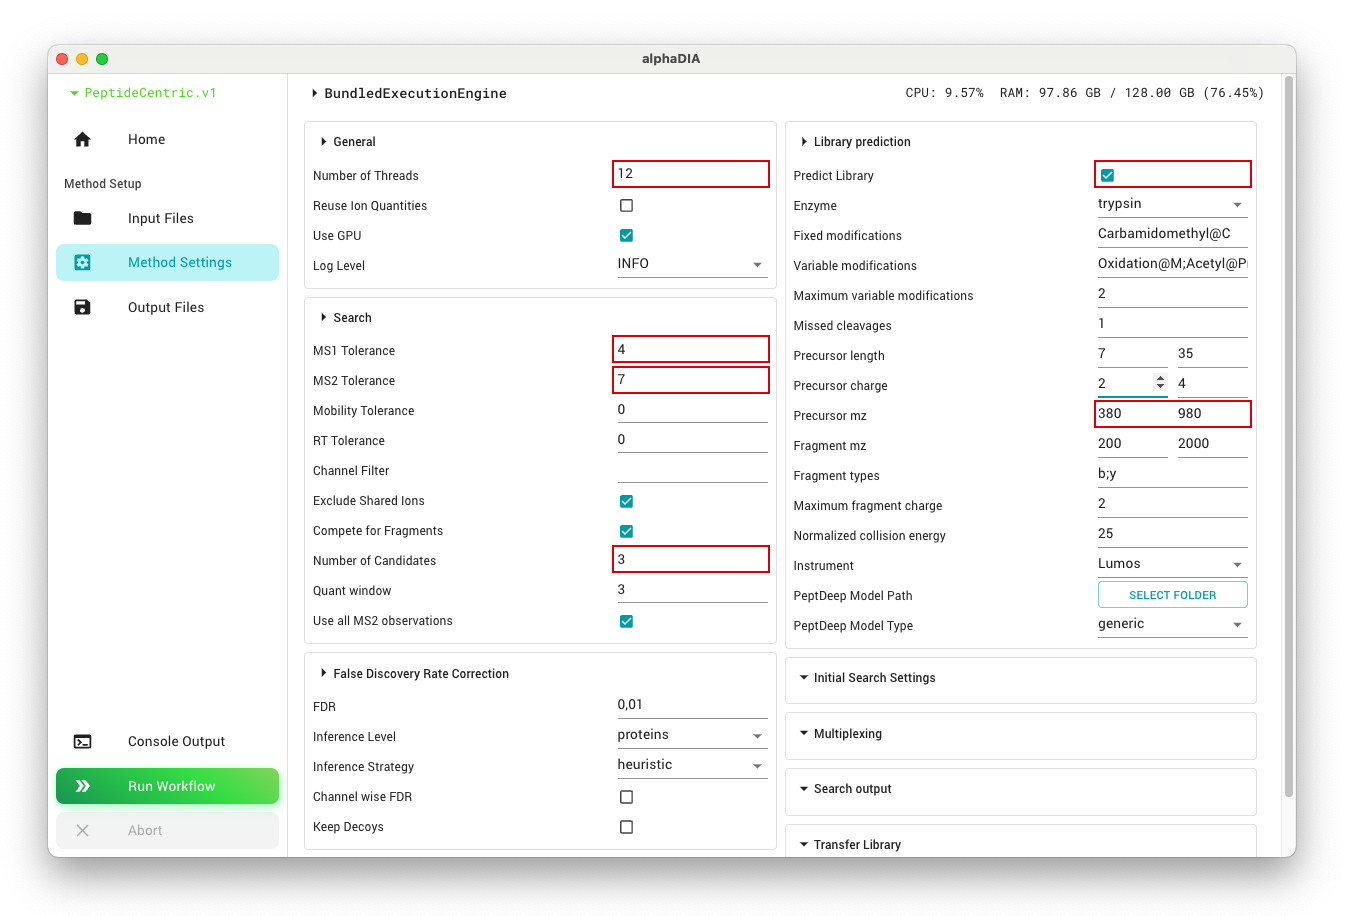 alphaDIA
PeptideCentric.v1
BundledExecutionEngine
CPU: 9.57% RAM: 97.86 GB / 128.00 GB (76.45%)
Home
Method Setup
Input Files
Method Settings
Output Files
Console Output
Run Workflow
Abort
General
Number of Threads 12
Reuse Ion Quantities
Use GPU
Log Level INFO
Search
MS1 Tolerance 4
MS2 Tolerance 7
Mobility Tolerance 0
RT Tolerance 0
Channel Filter
Exclude Shared Ions
Compete for Fragments
Number of Candidates 3
Quant window 3
Use all MS2 observations
False Discovery Rate Correction
FDR 0,01
Inference Level proteins
Inference Strategy heuristic
Channel wise FDR
Keep Decoys
Library prediction
Predict Library
Enzyme trypsin
Fixed modifications Carbamidomethyl@C
Variable modifications Oxidation@M;Acetyl@P
Maximum variable modifications 2
Missed cleavages 1
Precursor length 7 35
Precursor charge 2 4
Precursor mz 380 980
Fragment mz 200 2000
Fragment types b;y
Maximum fragment charge 2
Normalized collision energy 25
Instrument Lumos
PeptDeep Model Path SELECT FOLDER
PeptDeep Model Type generic
Initial Search Settings
Multiplexing
Search output
Transfer Library